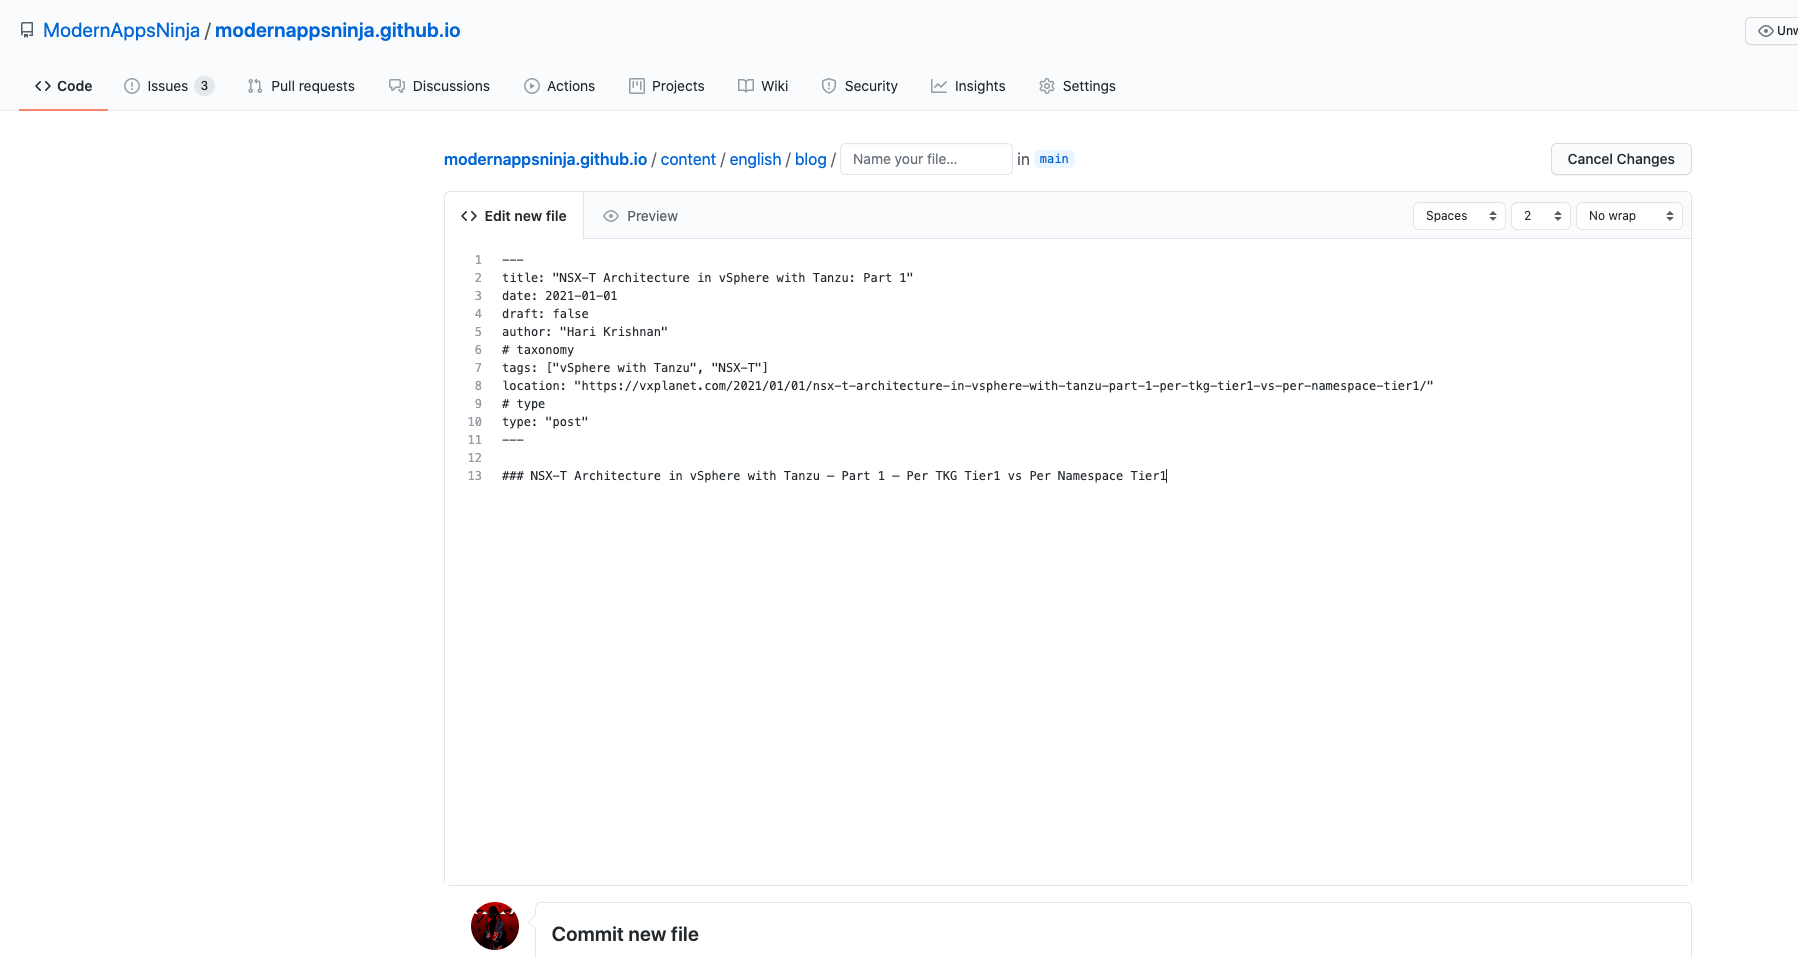 ModernAppsNinja / modernappsninja.github.io
Code Issues 3 Pull requests Discussions Actions Projects Wiki Security Insights Settings
modernappsninja.github.io / content / english / blog / Name your file... in main Cancel Changes
Edit new file Preview Spaces 2 No wrap
1 ---
2 title: "NSX-T Architecture in vSphere with Tanzu: Part 1"
3 date: 2021-01-01
4 draft: false
5 author: "Hari Krishnan"
6 # taxonomy
7 tags: ["vSphere with Tanzu", "NSX-T"]
8 location: "https://vxplanet.com/2021/01/01/nsx-t-architecture-in-vsphere-with-tanzu-part-1-per-tkg-tier1-vs-per-namespace-tier1/"
9 # type
10 type: "post"
11 ---
12
13 ### NSX-T Architecture in vSphere with Tanzu – Part 1 – Per TKG Tier1 vs Per Namespace Tier1
Commit new file